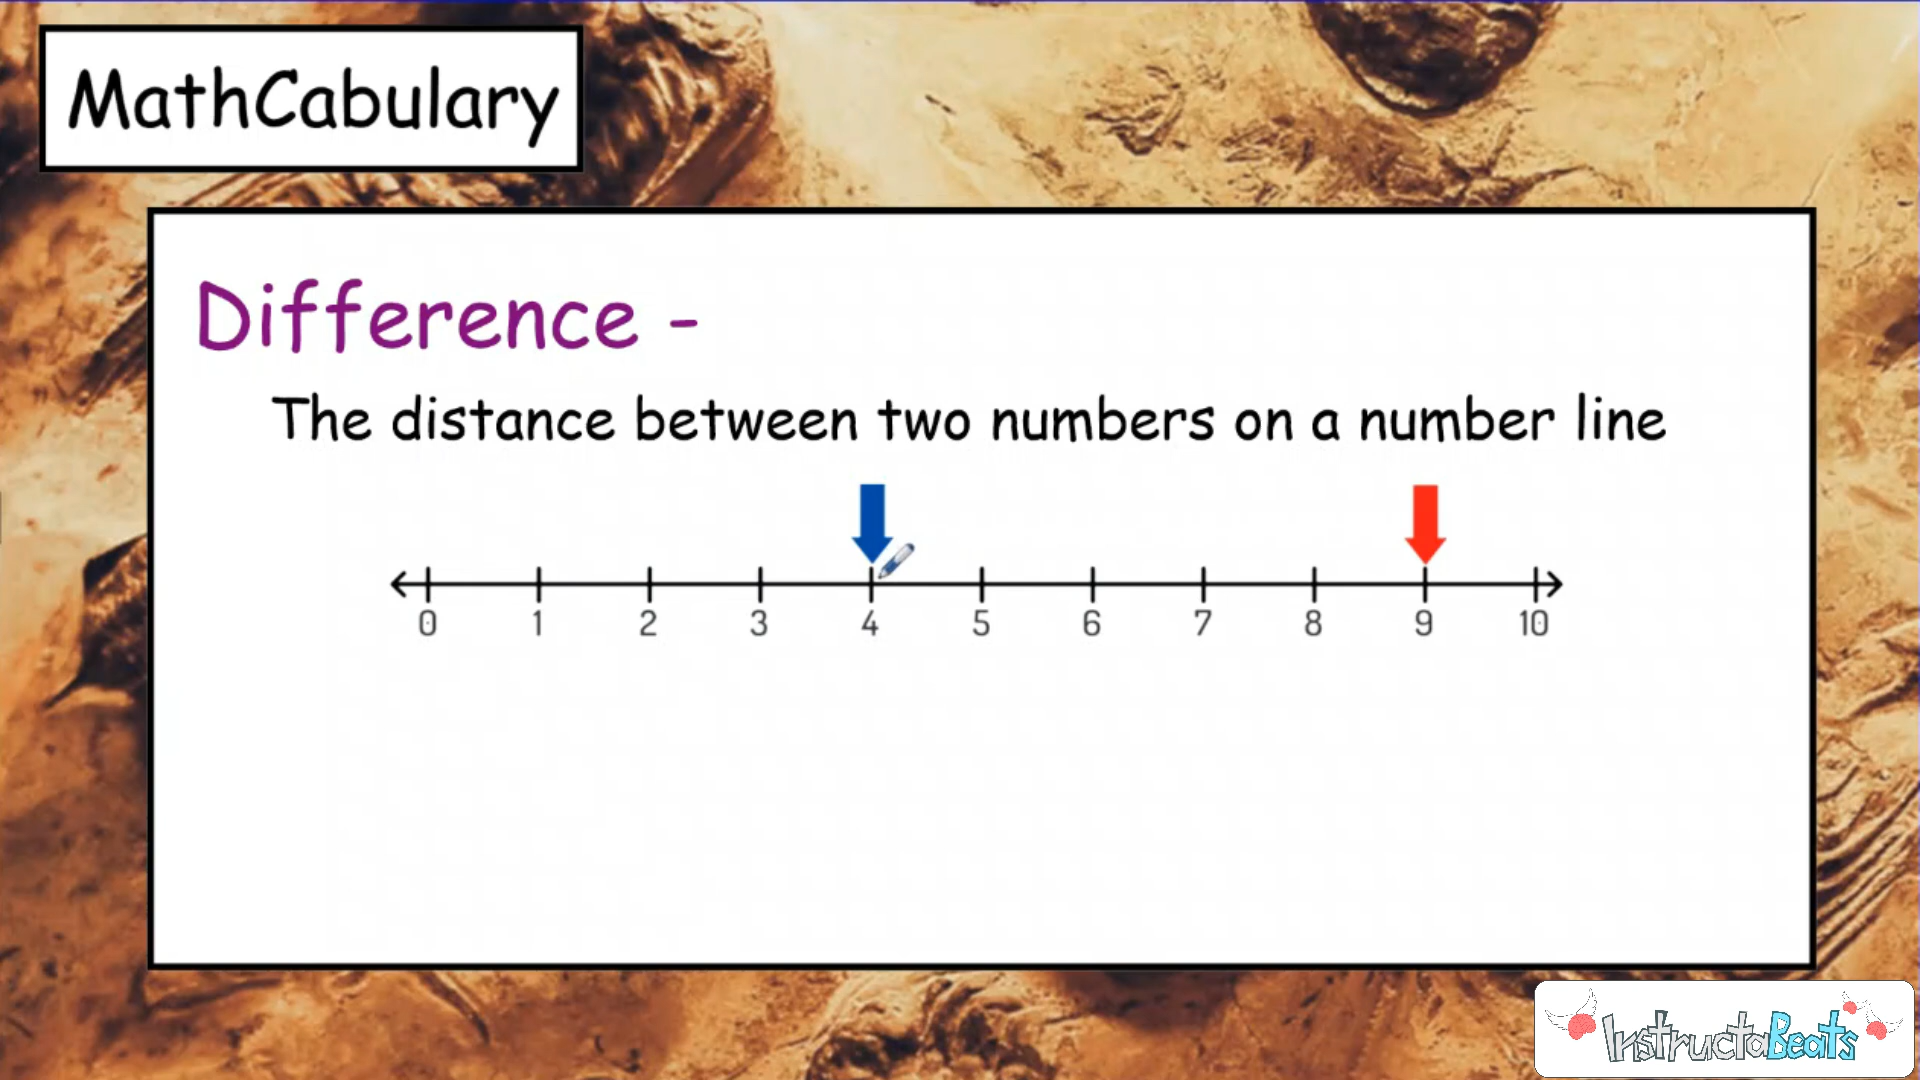 MathCabulary
Difference -
The distance between two numbers on a number line
0 1 2 3 4 5 6 7 8 9 10
InstructaBeats